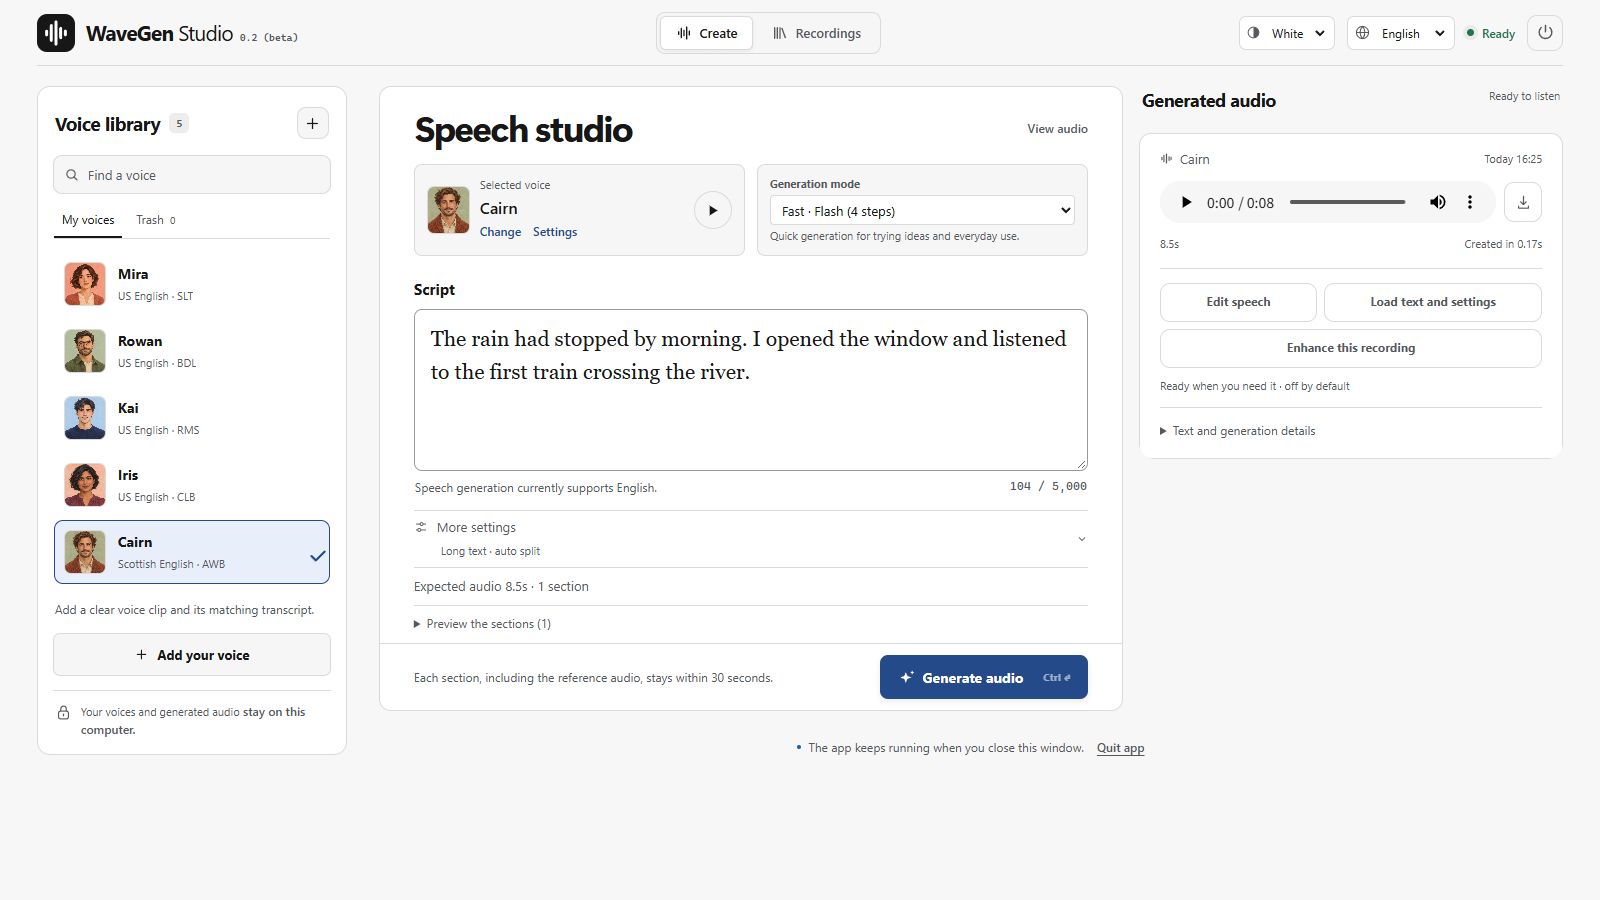 WaveGen Studio 0.2 (beta)
Create
Recordings
White
English
Ready
Voice library 5
Find a voice
My voices
Trash 0
Mira
US English · SLT
Rowan
US English · BDL
Kai
US English · RMS
Iris
US English · CLB
Cairn
Scottish English · AWB
Add a clear voice clip and its matching transcript.
Add your voice
Your voices and generated audio stay on this
computer.
Speech studio
View audio
Selected voice
Cairn
Change Settings
Generation mode
Fast · Flash (4 steps)
Quick generation for trying ideas and everyday use.
Script
The rain had stopped by morning. I opened the window and listened
to the first train crossing the river.
Speech generation currently supports English.
104 / 5,000
More settings
Long text · auto split
Expected audio 8.5s · 1 section
Preview the sections (1)
Each section, including the reference audio, stays within 30 seconds.
Generate audio Ctrl ⏎
The app keeps running when you close this window. Quit app
Generated audio
Ready to listen
Cairn
Today 16:25
0:00 / 0:08
8.5s
Created in 0.17s
Edit speech
Load text and settings
Enhance this recording
Ready when you need it · off by default
Text and generation details